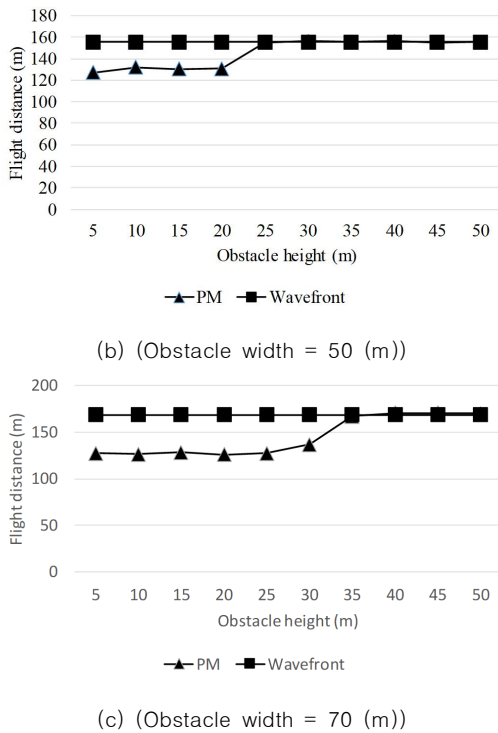 180
160
140
120
100
80
60
40
20
0
Flight distance (m)
5 10 15 20 25 30 35 40 45 50
Obstacle height (m)
PM Wavefront
(b) (Obstacle width = 50 (m))
200
150
100
50
0
Flight distance (m)
5 10 15 20 25 30 35 40 45 50
Obstacle height (m)
PM Wavefront
(c) (Obstacle width = 70 (m))